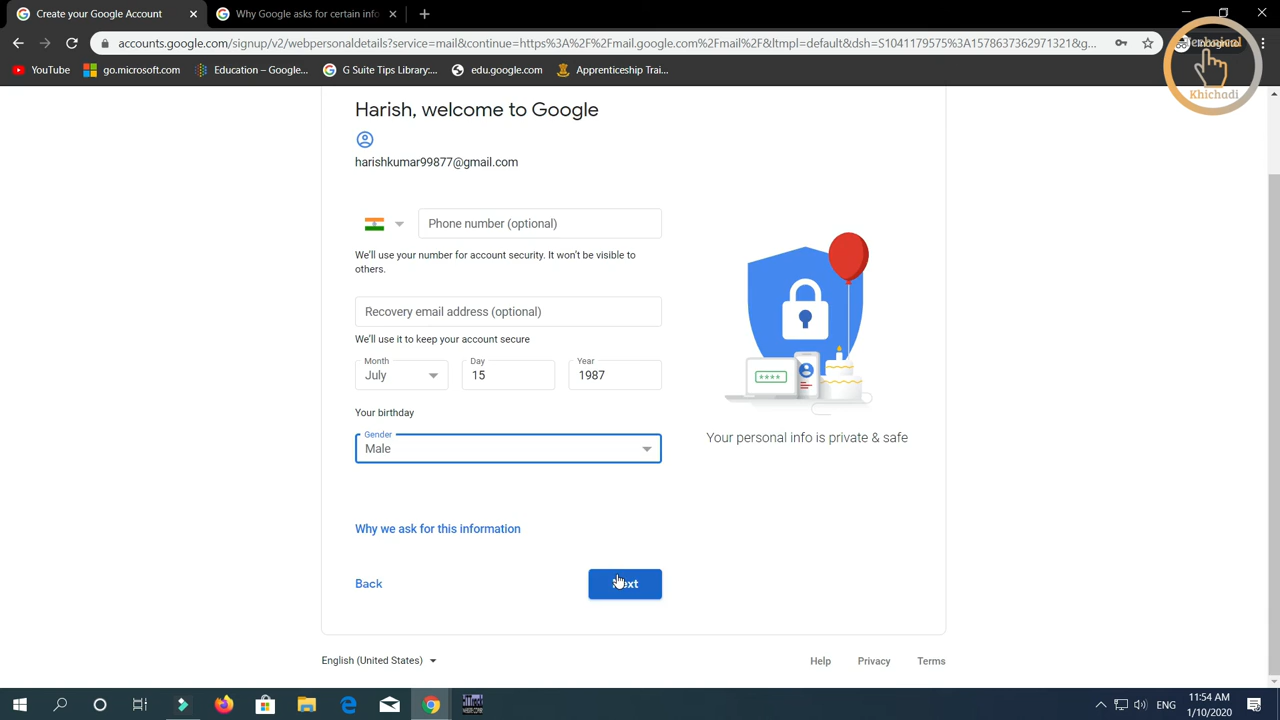 Create your Google Account
Why Google asks for certain info
accounts.google.com/signup/v2/webpersonaldetails?service=mail&continue=https%3A%2F%2Fmail.google.com%2Fmail%2F&ltmpl=default&dsh=S1041179575%3A1578637362971321&g...
YouTube
go.microsoft.com
Education – Google...
G Suite Tips Library:...
edu.google.com
Apprenticeship Trai...
Khichadi
Harish, welcome to Google
harishkumar99877@gmail.com
Phone number (optional)
We'll use your number for account security. It won't be visible to
others.
Recovery email address (optional)
We'll use it to keep your account secure
Month
Day
Year
July
15
1987
Your birthday
Gender
Male
****
Your personal info is private & safe
Why we ask for this information
Back
Next
English (United States)
Help
Privacy
Terms
ENG
11:54 AM
1/10/2020